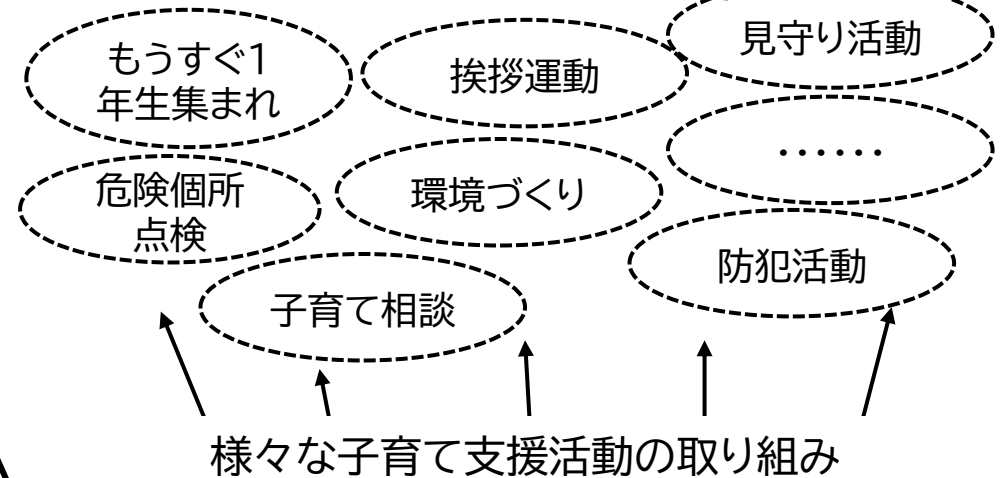 もうすぐ1
年生集まれ
挨拶運動
見守り活動
……
危険個所
点検
環境づくり
防犯活動
子育て相談
様々な子育て支援活動の取り組み